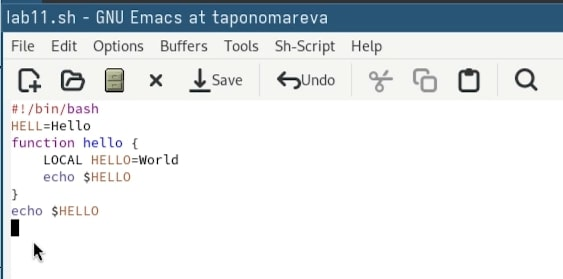 lab11.sh - GNU Emacs at taponomareva
File Edit Options Buffers Tools Sh-Script Help
Save Undo
#!/bin/bash
HELL=Hello
function hello {
    LOCAL HELLO=World
    echo $HELLO
}
echo $HELLO